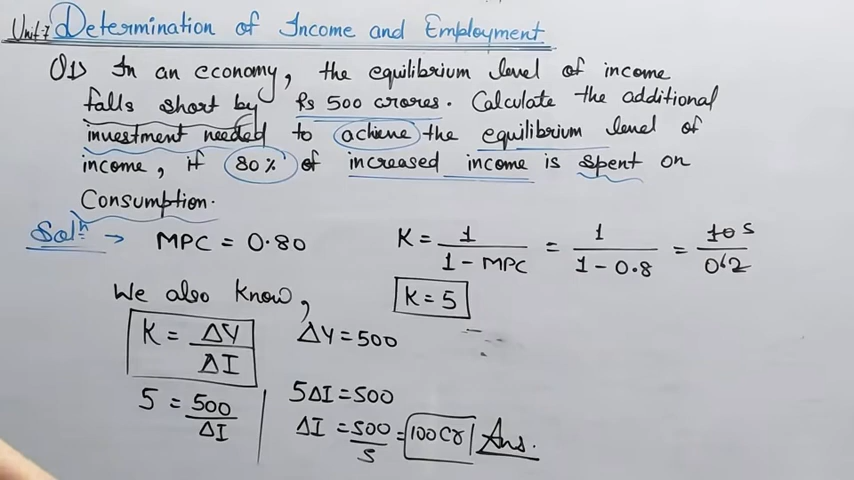 Unit-7 Determination of Income and Employment
Q1) In an economy, the equilibrium level of income
falls short by Rs 500 crores. Calculate the additional
investment needed to achieve the equilibrium level of
income, if 80% of increased income is spent on
Consumption.
Solⁿ → MPC = 0.80
K = 1 / 1 - MPC = 1 / 1 - 0.8 = 10 5 / 0.2
We also know,
K = 5
K = ΔY / ΔI
ΔY = 500
5 = 500 / ΔI
5ΔI = 500
ΔI = 500 / 5 = 100 Cr Ans.